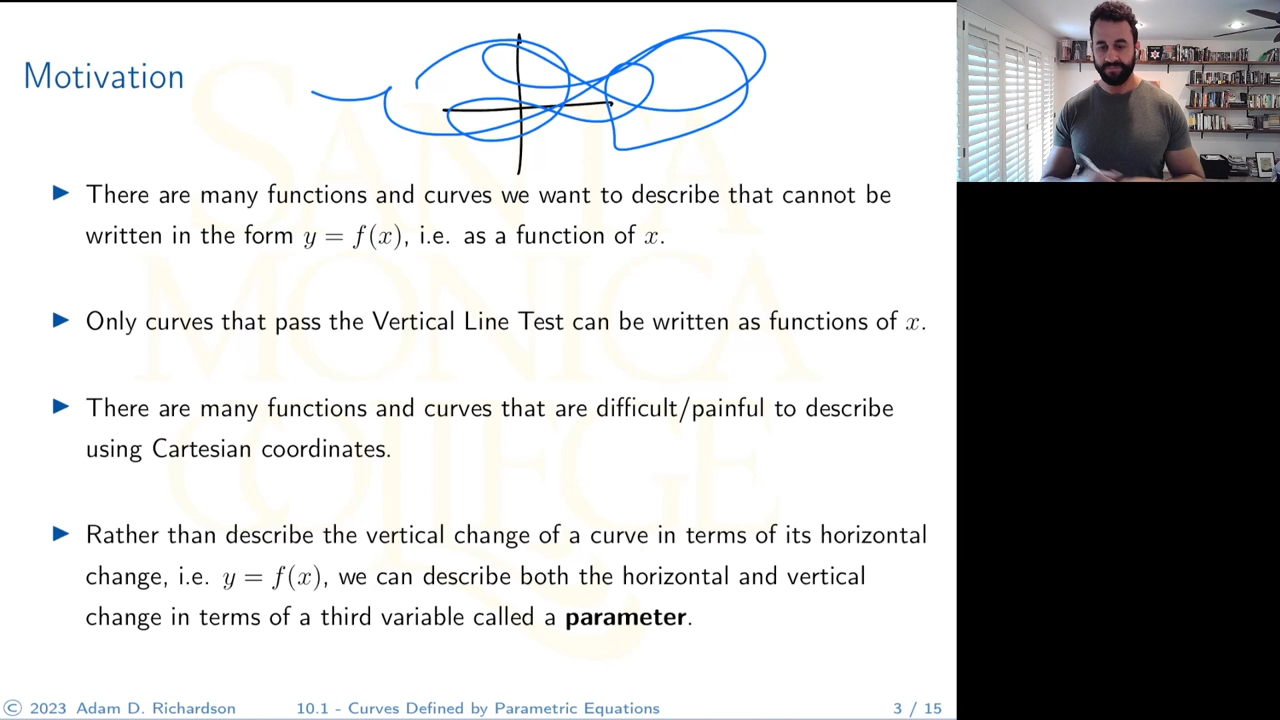 Motivation
▶ There are many functions and curves we want to describe that cannot be
written in the form y = f(x), i.e. as a function of x.
▶ Only curves that pass the Vertical Line Test can be written as functions of x.
▶ There are many functions and curves that are difficult/painful to describe
using Cartesian coordinates.
▶ Rather than describe the vertical change of a curve in terms of its horizontal
change, i.e. y = f(x), we can describe both the horizontal and vertical
change in terms of a third variable called a parameter.
SANTA
MONICA
COLLEGE
© 2023 Adam D. Richardson 10.1 - Curves Defined by Parametric Equations 3 / 15